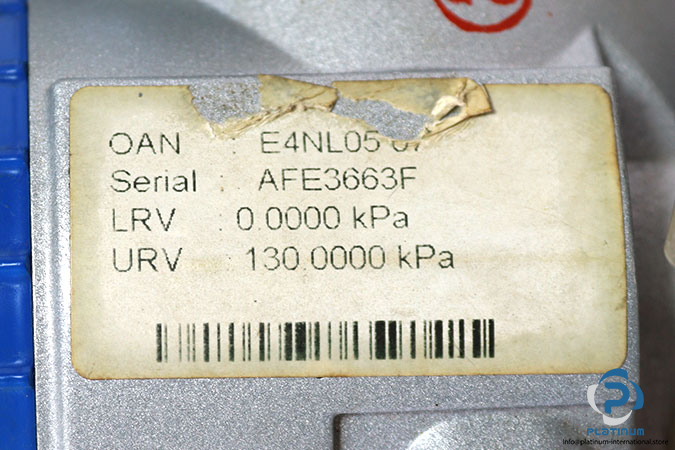 OAN : E4NL05
Serial : AFE3663F
LRV : 0.0000 kPa
URV : 130.0000 kPa
PLATINUM
info@platinum-international.store